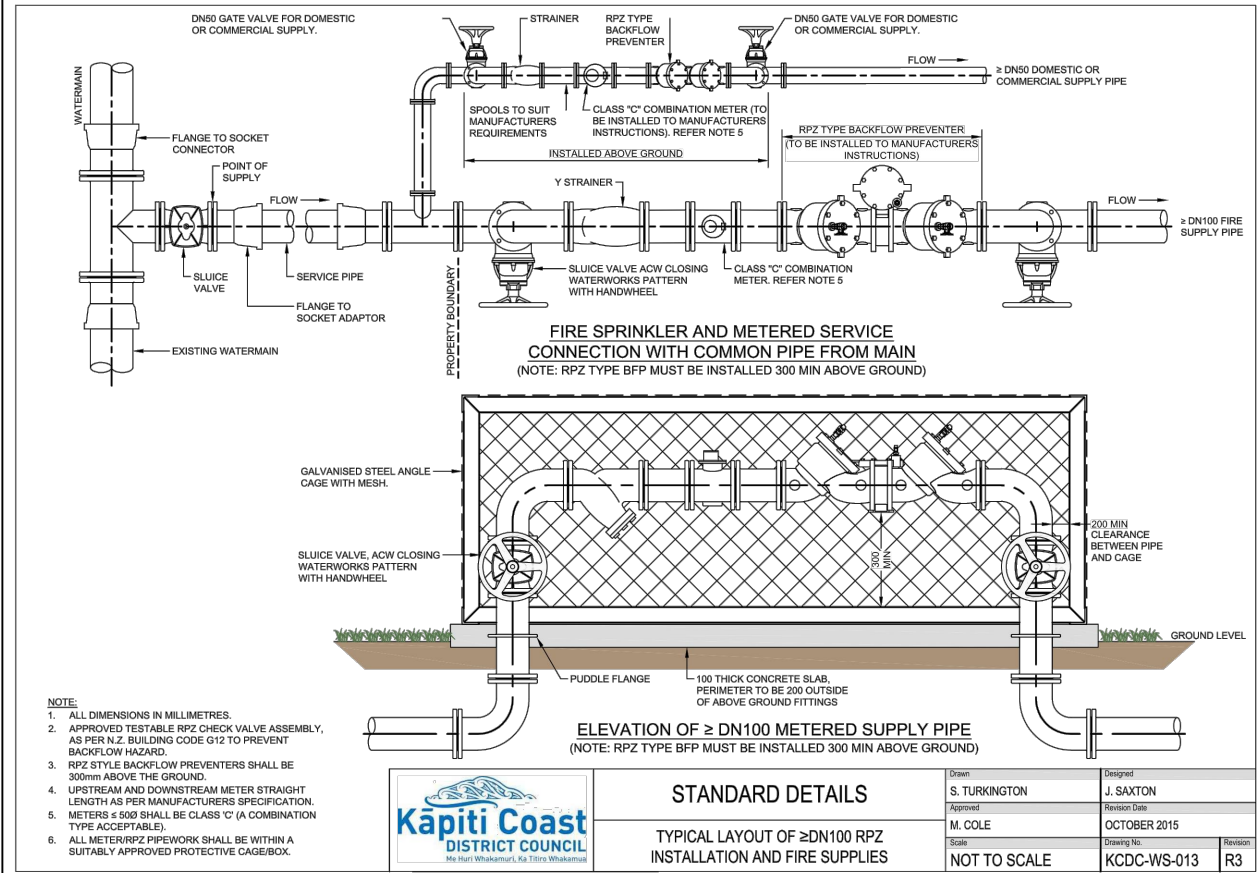 DN50 GATE VALVE FOR DOMESTIC
OR COMMERCIAL SUPPLY.
STRAINER
RPZ TYPE
BACKFLOW
PREVENTER
DN50 GATE VALVE FOR DOMESTIC
OR COMMERCIAL SUPPLY.
FLOW
≥ DN50 DOMESTIC OR
COMMERCIAL SUPPLY PIPE
WATERMAIN
FLANGE TO SOCKET
CONNECTOR
POINT OF
SUPPLY
FLOW
SPOOLS TO SUIT
MANUFACTURERS
REQUIREMENTS
CLASS "C" COMBINATION METER (TO
BE INSTALLED TO MANUFACTURERS
INSTRUCTIONS). REFER NOTE 5
INSTALLED ABOVE GROUND
RPZ TYPE BACKFLOW PREVENTER
(TO BE INSTALLED TO MANUFACTURERS
INSTRUCTIONS)
Y STRAINER
FLOW
≥ DN100 FIRE
SUPPLY PIPE
SLUICE
VALVE
SERVICE PIPE
FLANGE TO
SOCKET ADAPTOR
EXISTING WATERMAIN
PROPERTY BOUNDARY
SLUICE VALVE ACW CLOSING
WATERWORKS PATTERN
WITH HANDWHEEL
CLASS "C" COMBINATION
METER. REFER NOTE 5
FIRE SPRINKLER AND METERED SERVICE
CONNECTION WITH COMMON PIPE FROM MAIN
(NOTE: RPZ TYPE BFP MUST BE INSTALLED 300 MIN ABOVE GROUND)
GALVANISED STEEL ANGLE
CAGE WITH MESH.
SLUICE VALVE, ACW CLOSING
WATERWORKS PATTERN
WITH HANDWHEEL
300
MIN
200 MIN
CLEARANCE
BETWEEN PIPE
AND CAGE
GROUND LEVEL
PUDDLE FLANGE
100 THICK CONCRETE SLAB,
PERIMETER TO BE 200 OUTSIDE
OF ABOVE GROUND FITTINGS
ELEVATION OF ≥ DN100 METERED SUPPLY PIPE
(NOTE: RPZ TYPE BFP MUST BE INSTALLED 300 MIN ABOVE GROUND)
NOTE:
1. ALL DIMENSIONS IN MILLIMETRES.
2. APPROVED TESTABLE RPZ CHECK VALVE ASSEMBLY,
AS PER N.Z. BUILDING CODE G12 TO PREVENT
BACKFLOW HAZARD.
3. RPZ STYLE BACKFLOW PREVENTERS SHALL BE
300mm ABOVE THE GROUND.
4. UPSTREAM AND DOWNSTREAM METER STRAIGHT
LENGTH AS PER MANUFACTURERS SPECIFICATION.
5. METERS ≤ 50Ø SHALL BE CLASS 'C' (A COMBINATION
TYPE ACCEPTABLE).
6. ALL METER/RPZ PIPEWORK SHALL BE WITHIN A
SUITABLY APPROVED PROTECTIVE CAGE/BOX.
Kāpiti Coast
DISTRICT COUNCIL
Me Huri Whakamuri, Ka Titiro Whakamua
STANDARD DETAILS
TYPICAL LAYOUT OF ≥DN100 RPZ
INSTALLATION AND FIRE SUPPLIES
Drawn
S. TURKINGTON
Designed
J. SAXTON
Approved
M. COLE
Revision Date
OCTOBER 2015
Scale
NOT TO SCALE
Drawing No.
KCDC-WS-013
Revision
R3